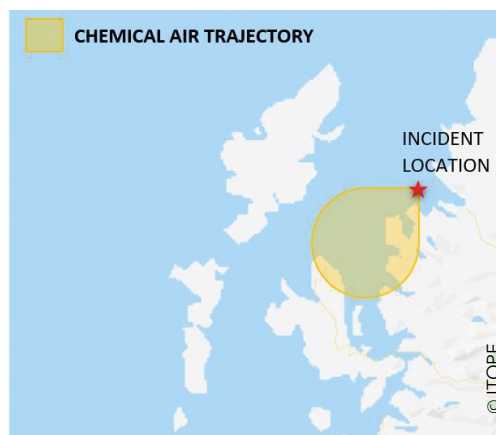 CHEMICAL AIR TRAJECTORY
INCIDENT
LOCATION
© ITOPF